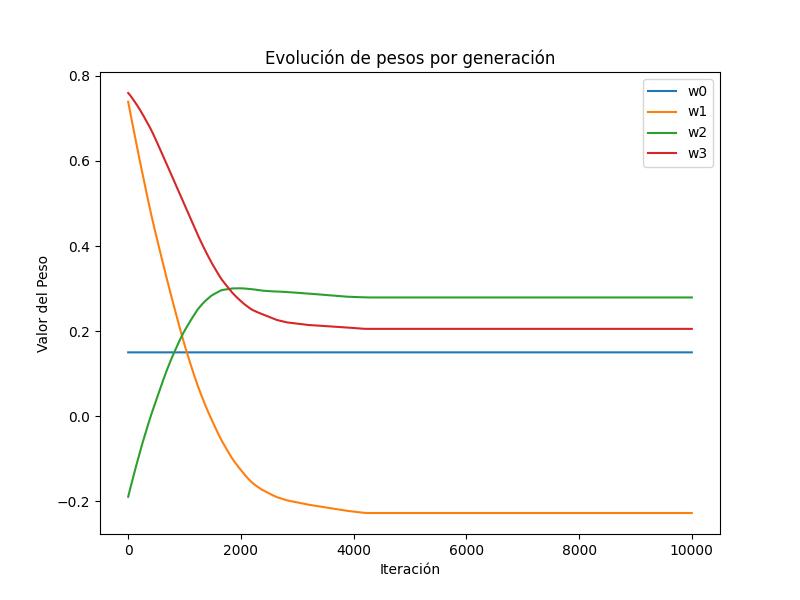 Evolución de pesos por generación
w0
w1
w2
w3
Valor del Peso
0.8
0.6
0.4
0.2
0.0
−0.2
0 2000 4000 6000 8000 10000
Iteración